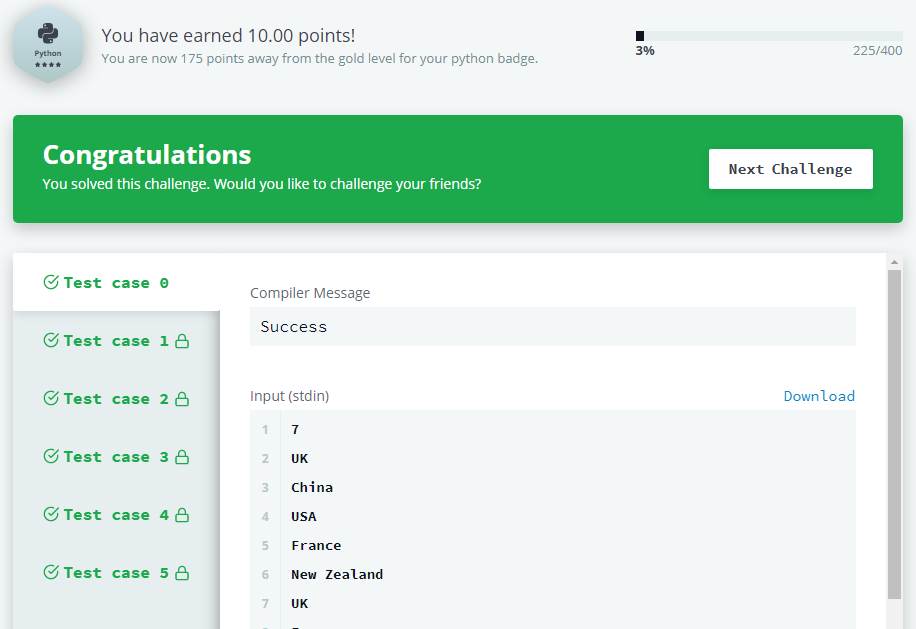 Python
You have earned 10.00 points!
You are now 175 points away from the gold level for your python badge.
3%
225/400
Congratulations
You solved this challenge. Would you like to challenge your friends?
Next Challenge
Test case 0
Test case 1
Test case 2
Test case 3
Test case 4
Test case 5
Compiler Message
Success
Input (stdin)
Download
1 7
2 UK
3 China
4 USA
5 France
6 New Zealand
7 UK